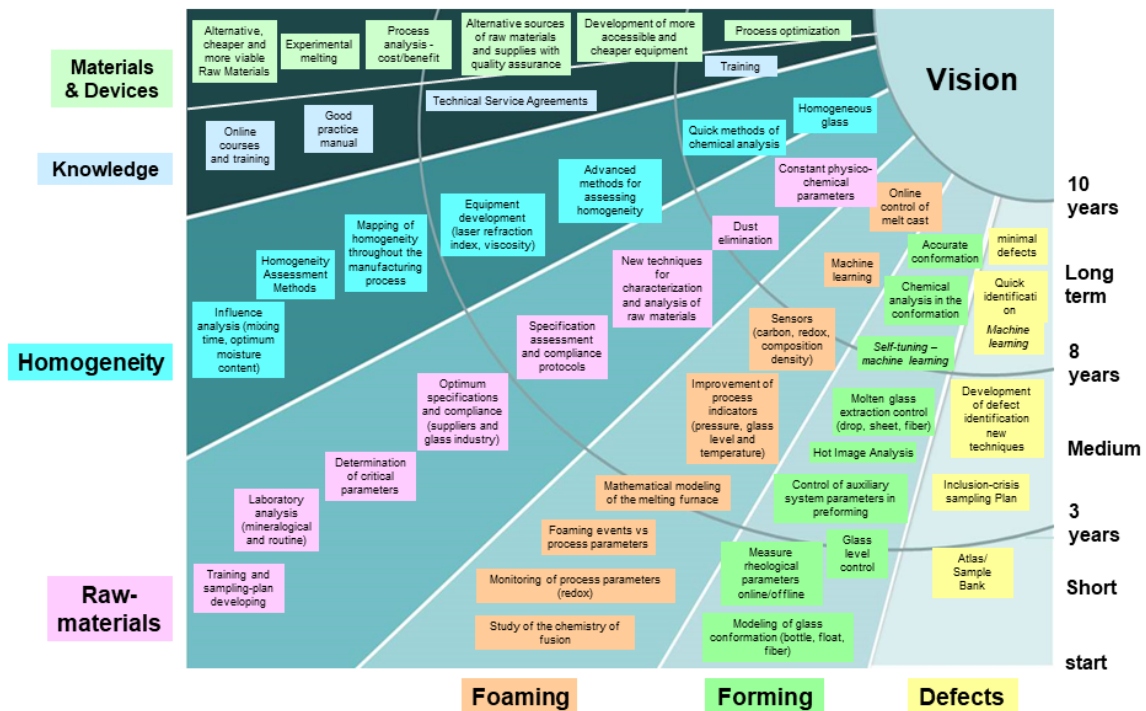 Materials
& Devices
Knowledge
Homogeneity
Raw-
materials
Alternative,
cheaper and
more viable
Raw Materials
Experimental
melting
Process
analysis -
cost/benefit
Alternative sources
of raw materials
and supplies with
quality assurance
Development of more
accessible and
cheaper equipment
Process optimization
Training
Technical Service Agreements
Good
practice
manual
Online
courses
and training
Vision
Homogeneous
glass
Quick methods of
chemical analysis
Advanced
methods for
assessing
homogeneity
Equipment
development
(laser refraction
index, viscosity)
Mapping of
homogeneity
throughout the
manufacturing
process
Homogeneity
Assessment
Methods
Influence
analysis (mixing
time, optimum
moisture
content)
Constant physico-
chemical
parameters
Dust
elimination
New techniques
for
characterization
and analysis of
raw materials
Specification
assessment
and compliance
protocols
Optimum
specifications
and compliance
(suppliers and
glass industry)
Determination
of critical
parameters
Laboratory
analysis
(mineralogical
and routine)
Training and
sampling-plan
developing
Online
control of
melt cast
Machine
learning
Sensors
(carbon, redox,
composition
density)
Improvement of
process
indicators
(pressure, glass
level and
temperature)
Mathematical modeling
of the melting furnace
Foaming events vs
process parameters
Monitoring of process parameters
(redox)
Study of the chemistry of
fusion
Accurate
conformation
Chemical
analysis in the
conformation
Self-tuning –
machine learning
Molten glass
extraction control
(drop, sheet, fiber)
Hot Image Analysis
Control of auxiliary
system parameters in
preforming
Glass
level
control
Measure
rheological
parameters
online/offline
Modeling of glass
conformation (bottle, float,
fiber)
minimal
defects
Quick
identificati
on
Machine
learning
Development
of defect
identification
new
techniques
Inclusion-crisis
sampling Plan
Atlas/
Sample
Bank
10
years
Long
term
8
years
Medium
3
years
Short
start
Foaming
Forming
Defects